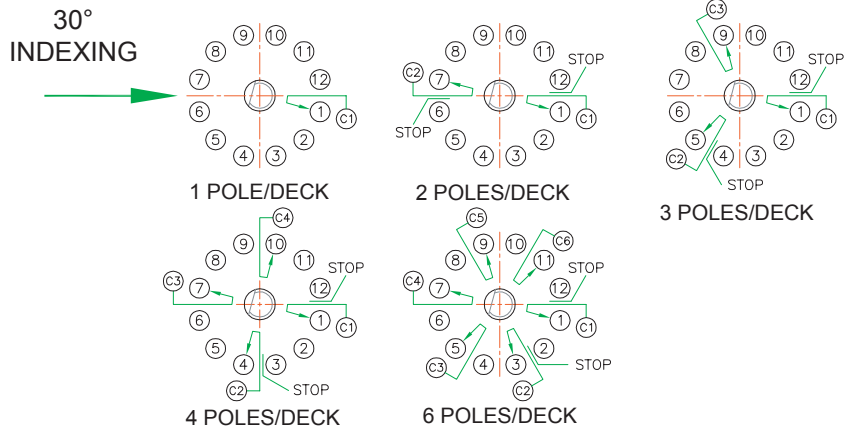 30°
INDEXING
9 10
8 11
7 12
6 1
5 2
4 3
C1
1 POLE/DECK
9 10
8 11
STOP
C2 7 12
6 1
STOP C1
5 2
4 3
2 POLES/DECK
C3
9 10
8 11
STOP
7 12
6 1
C1
5 2
C2 4 3
STOP
3 POLES/DECK
C4
9 10
8 11
STOP
C3 7 12
6 1
C1
5 2
4 3
C2 STOP
4 POLES/DECK
C5
C6
9 10
8 11
STOP
C4 7 12
6 1
C1
5 2
STOP
C3 4 3
C2
6 POLES/DECK